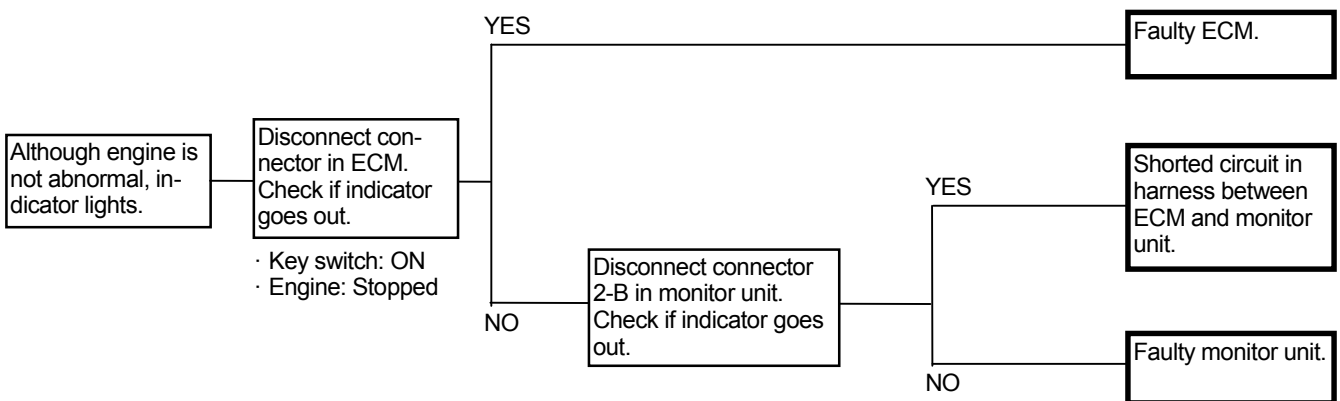 Although engine is
not abnormal, in-
dicator lights.
Disconnect con-
nector in ECM.
Check if indicator
goes out.
· Key switch: ON
· Engine: Stopped
YES
Faulty ECM.
NO
Disconnect connector
2-B in monitor unit.
Check if indicator goes
out.
YES
Shorted circuit in
harness between
ECM and monitor
unit.
NO
Faulty monitor unit.